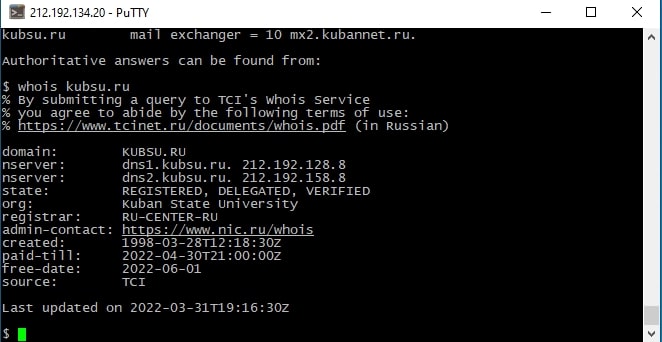 212.192.134.20 - PuTTY
kubsu.ru        mail exchanger = 10 mx2.kubannet.ru.
Authoritative answers can be found from:
$ whois kubsu.ru
% By submitting a query to TCI's Whois Service
% you agree to abide by the following terms of use:
% https://www.tcinet.ru/documents/whois.pdf (in Russian)
domain:        KUBSU.RU
nserver:       dns1.kubsu.ru. 212.192.128.8
nserver:       dns2.kubsu.ru. 212.192.158.8
state:         REGISTERED, DELEGATED, VERIFIED
org:           Kuban State University
registrar:     RU-CENTER-RU
admin-contact: https://www.nic.ru/whois
created:       1998-03-28T12:18:30Z
paid-till:     2022-04-30T21:00:00Z
free-date:     2022-06-01
source:        TCI
Last updated on 2022-03-31T19:16:30Z
$